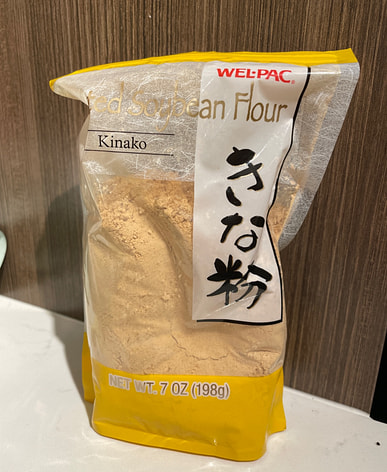 WEL·PAC®
Soybean Flour
Kinako
きな粉
NET WT. 7 OZ (198g)